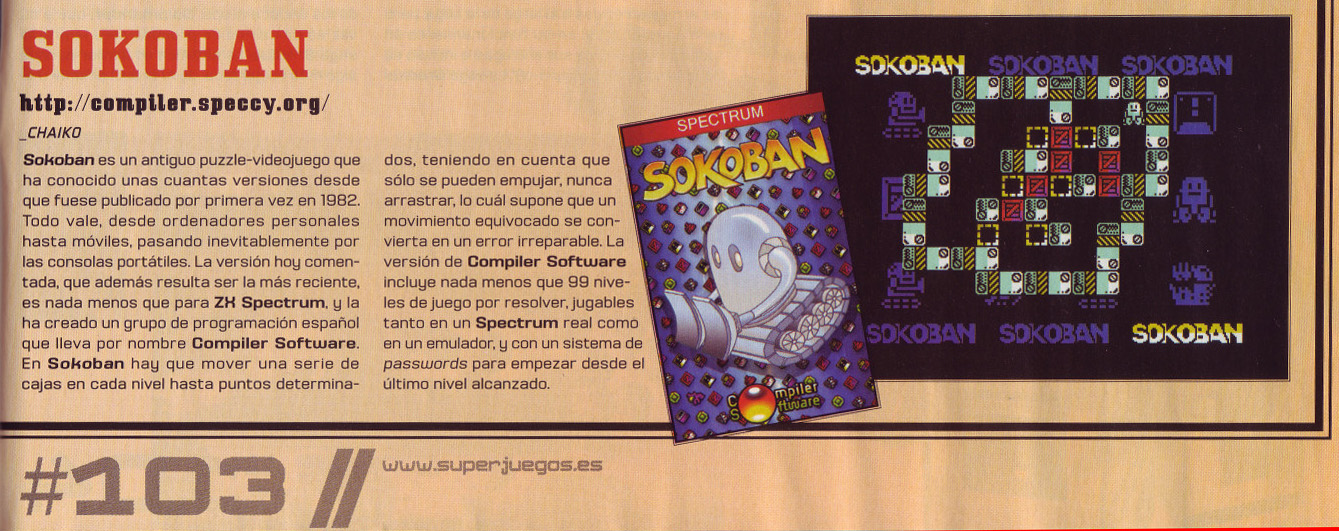 SOKOBAN
http://compiler.speccy.org/
_CHAIKO
Sokoban es un antiguo puzzle-videojuego que
ha conocido unas cuantas versiones desde
que fuese publicado por primera vez en 1982.
Todo vale, desde ordenadores personales
hasta móviles, pasando inevitablemente por
las consolas portátiles. La versión hoy comen-
tada, que además resulta ser la más reciente,
es nada menos que para ZX Spectrum, y la
ha creado un grupo de programación español
que lleva por nombre Compiler Software.
En Sokoban hay que mover una serie de
cajas en cada nivel hasta puntos determina-
dos, teniendo en cuenta que
sólo se pueden empujar, nunca
arrastrar, lo cuál supone que un
movimiento equivocado se con-
vierta en un error irreparable. La
versión de Compiler Software
incluye nada menos que 99 nive-
les de juego por resolver, jugables
tanto en un Spectrum real como
en un emulador, y con un sistema de
passwords para empezar desde el
último nivel alcanzado.
SPECTRUM
SOKOBAN
Compiler
Software
SOKOBAN SOKOBAN SOKOBAN
SOKOBAN SOKOBAN SOKOBAN
#103 // www.superjuegos.es